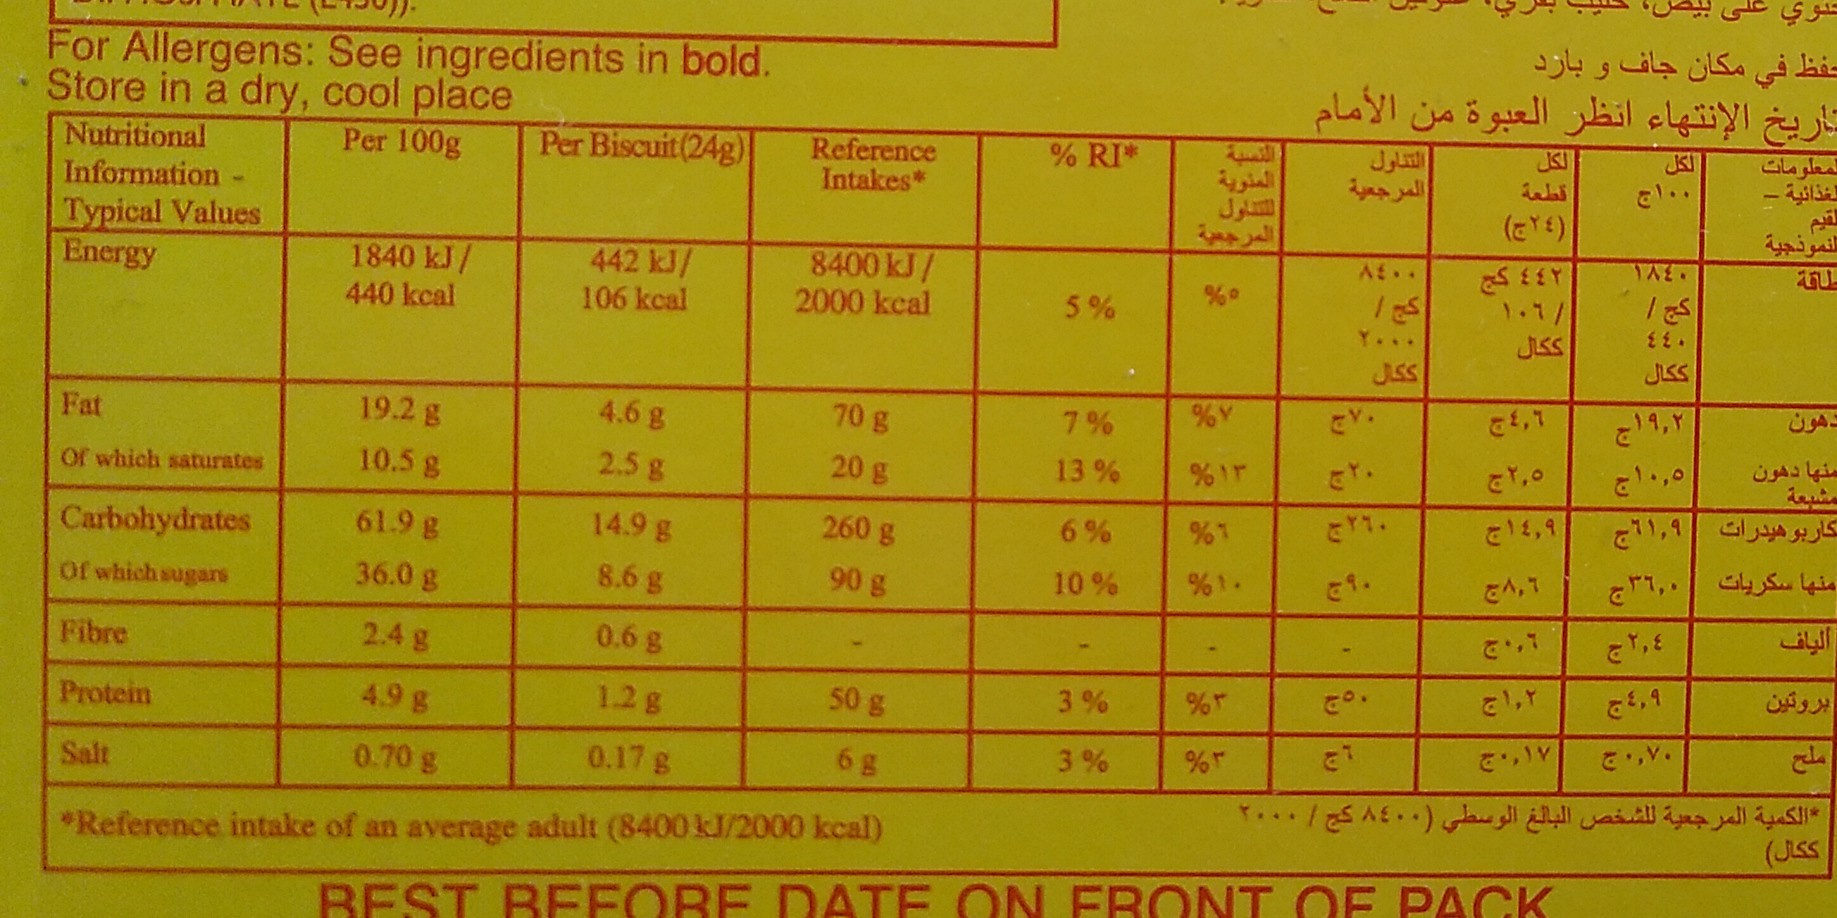 For Allergens: See ingredients in bold.
Store in a dry, cool place
حفظ في مكان جاف و بارد
تاريخ الإنتهاء انظر العبوة من الأمام
Nutritional Information - Typical Values | Per 100g | Per Biscuit (24g) | Reference Intakes* | % RI* | النسبة المئوية للتناول المرجعية | التناول المرجعية | لكل قطعة (٢٤ج) | لكل ١٠٠ج | لمعلومات لغذائية – لقيم لنموذجية
Energy | 1840 kJ / 440 kcal | 442 kJ/ 106 kcal | 8400 kJ / 2000 kcal | 5 % | %٥ | ٨٤٠٠ كج / ٢٠٠٠ ككال | ٤٤٢ كج / ١٠٦ ككال | ١٨٤٠ كج / ٤٤٠ ككال | طاقة
Fat | 19.2 g | 4.6 g | 70 g | 7 % | %٧ | ٧٠ج | ٤,٦ج | ١٩,٢ج | دهون
Of which saturates | 10.5 g | 2.5 g | 20 g | 13 % | %١٣ | ٢٠ج | ٢,٥ج | ١٠,٥ج | منها دهون مشبعة
Carbohydrates | 61.9 g | 14.9 g | 260 g | 6 % | %٦ | ٢٦٠ج | ١٤,٩ج | ٦١,٩ج | كاربوهيدرات
Of which sugars | 36.0 g | 8.6 g | 90 g | 10 % | %١٠ | ٩٠ج | ٨,٦ج | ٣٦,٠ج | منها سكريات
Fibre | 2.4 g | 0.6 g | - | - | - | - | ٠,٦ج | ٢,٤ج | ألياف
Protein | 4.9 g | 1.2 g | 50 g | 3 % | %٣ | ٥٠ج | ١,٢ج | ٤,٩ج | بروتين
Salt | 0.70 g | 0.17 g | 6 g | 3 % | %٣ | ٦ج | ٠,١٧ج | ٠,٧٠ج | ملح
*Reference intake of an average adult (8400 kJ/2000 kcal)
*الكمية المرجعية للشخص البالغ الوسطي (٨٤٠٠ كج / ٢٠٠٠
ككال)
BEST BEFORE DATE ON FRONT OF PACK